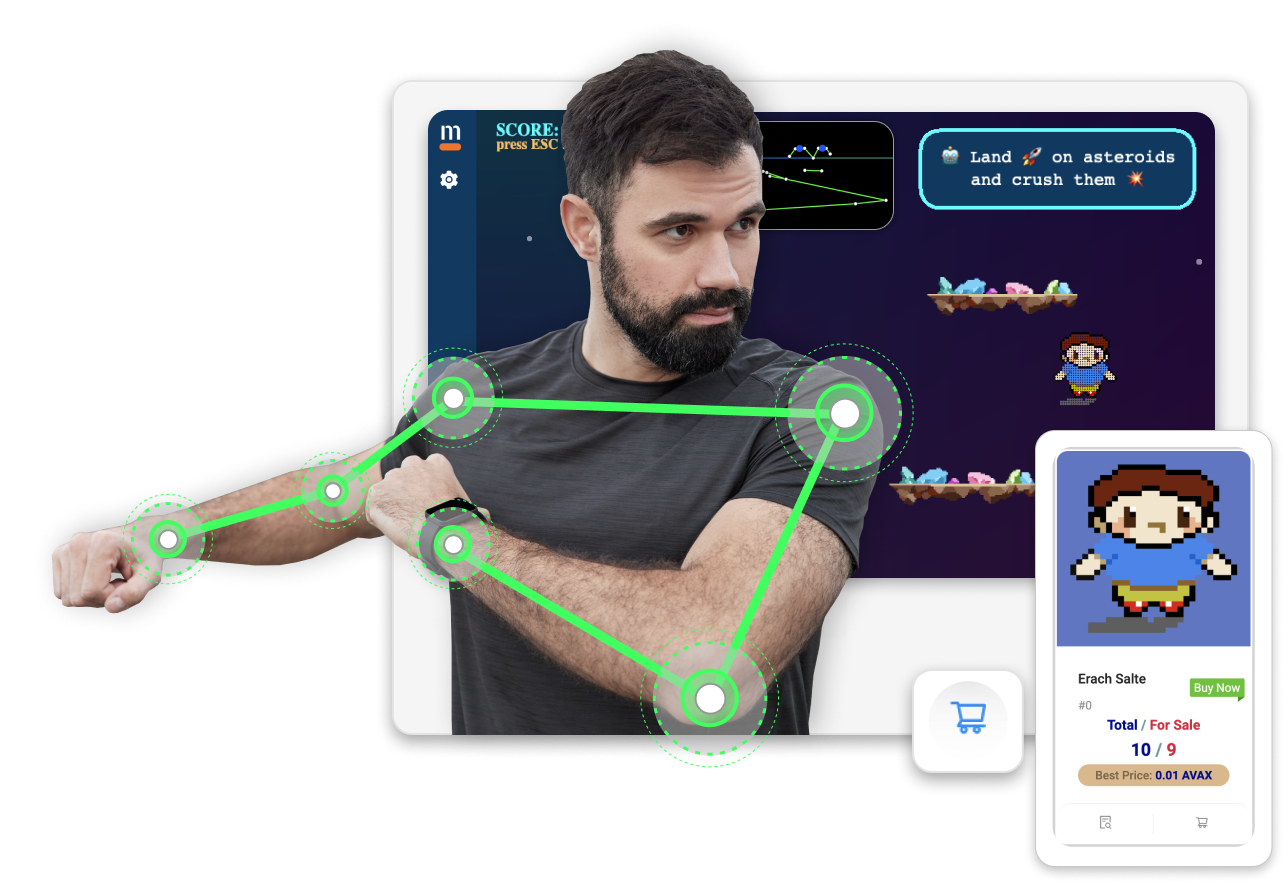 m
SCORE:
press ESC
🤖 Land 🚀 on asteroids
and crush them 💥
Erach Salte
Buy Now
#0
Total / For Sale
10 / 9
Best Price: 0.01 AVAX